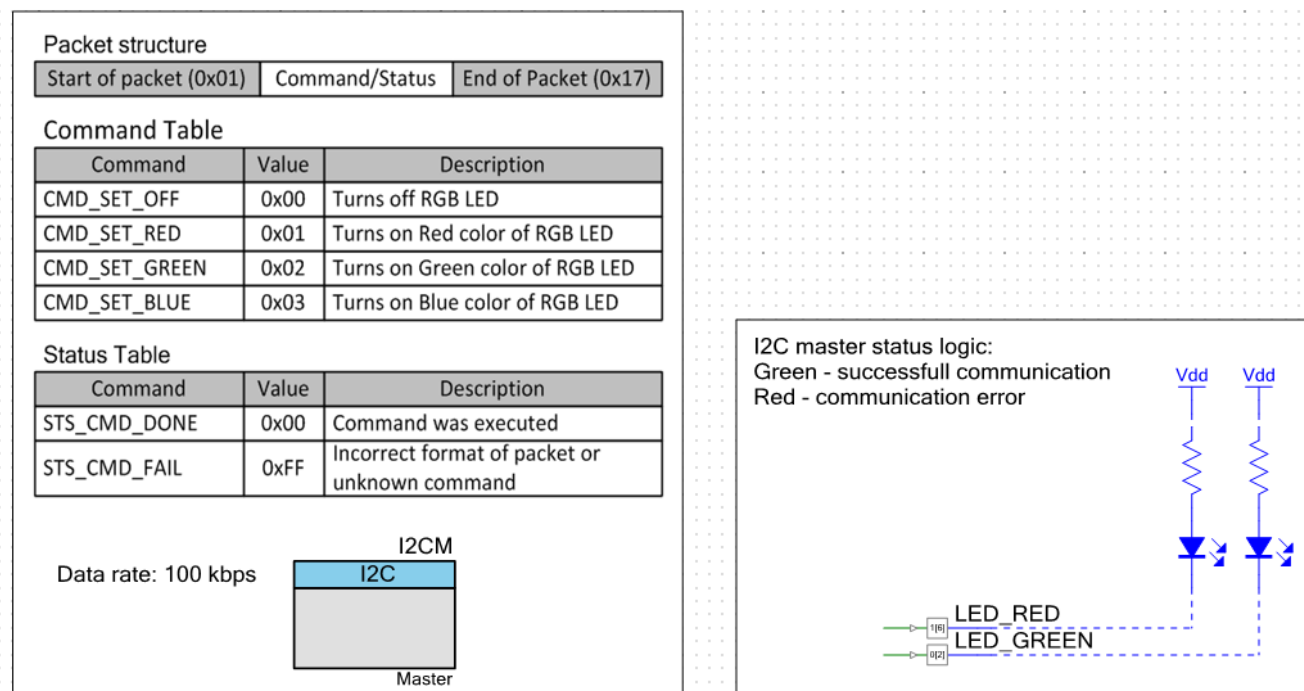 Packet structure
Start of packet (0x01) Command/Status End of Packet (0x17)
Command Table
Command Value Description
CMD_SET_OFF 0x00 Turns off RGB LED
CMD_SET_RED 0x01 Turns on Red color of RGB LED
CMD_SET_GREEN 0x02 Turns on Green color of RGB LED
CMD_SET_BLUE 0x03 Turns on Blue color of RGB LED
Status Table
Command Value Description
STS_CMD_DONE 0x00 Command was executed
STS_CMD_FAIL 0xFF Incorrect format of packet or
unknown command
Data rate: 100 kbps
I2CM
I2C
Master
I2C master status logic:
Green - successfull communication
Red - communication error
Vdd Vdd
LED_RED
1[6]
LED_GREEN
0[2]